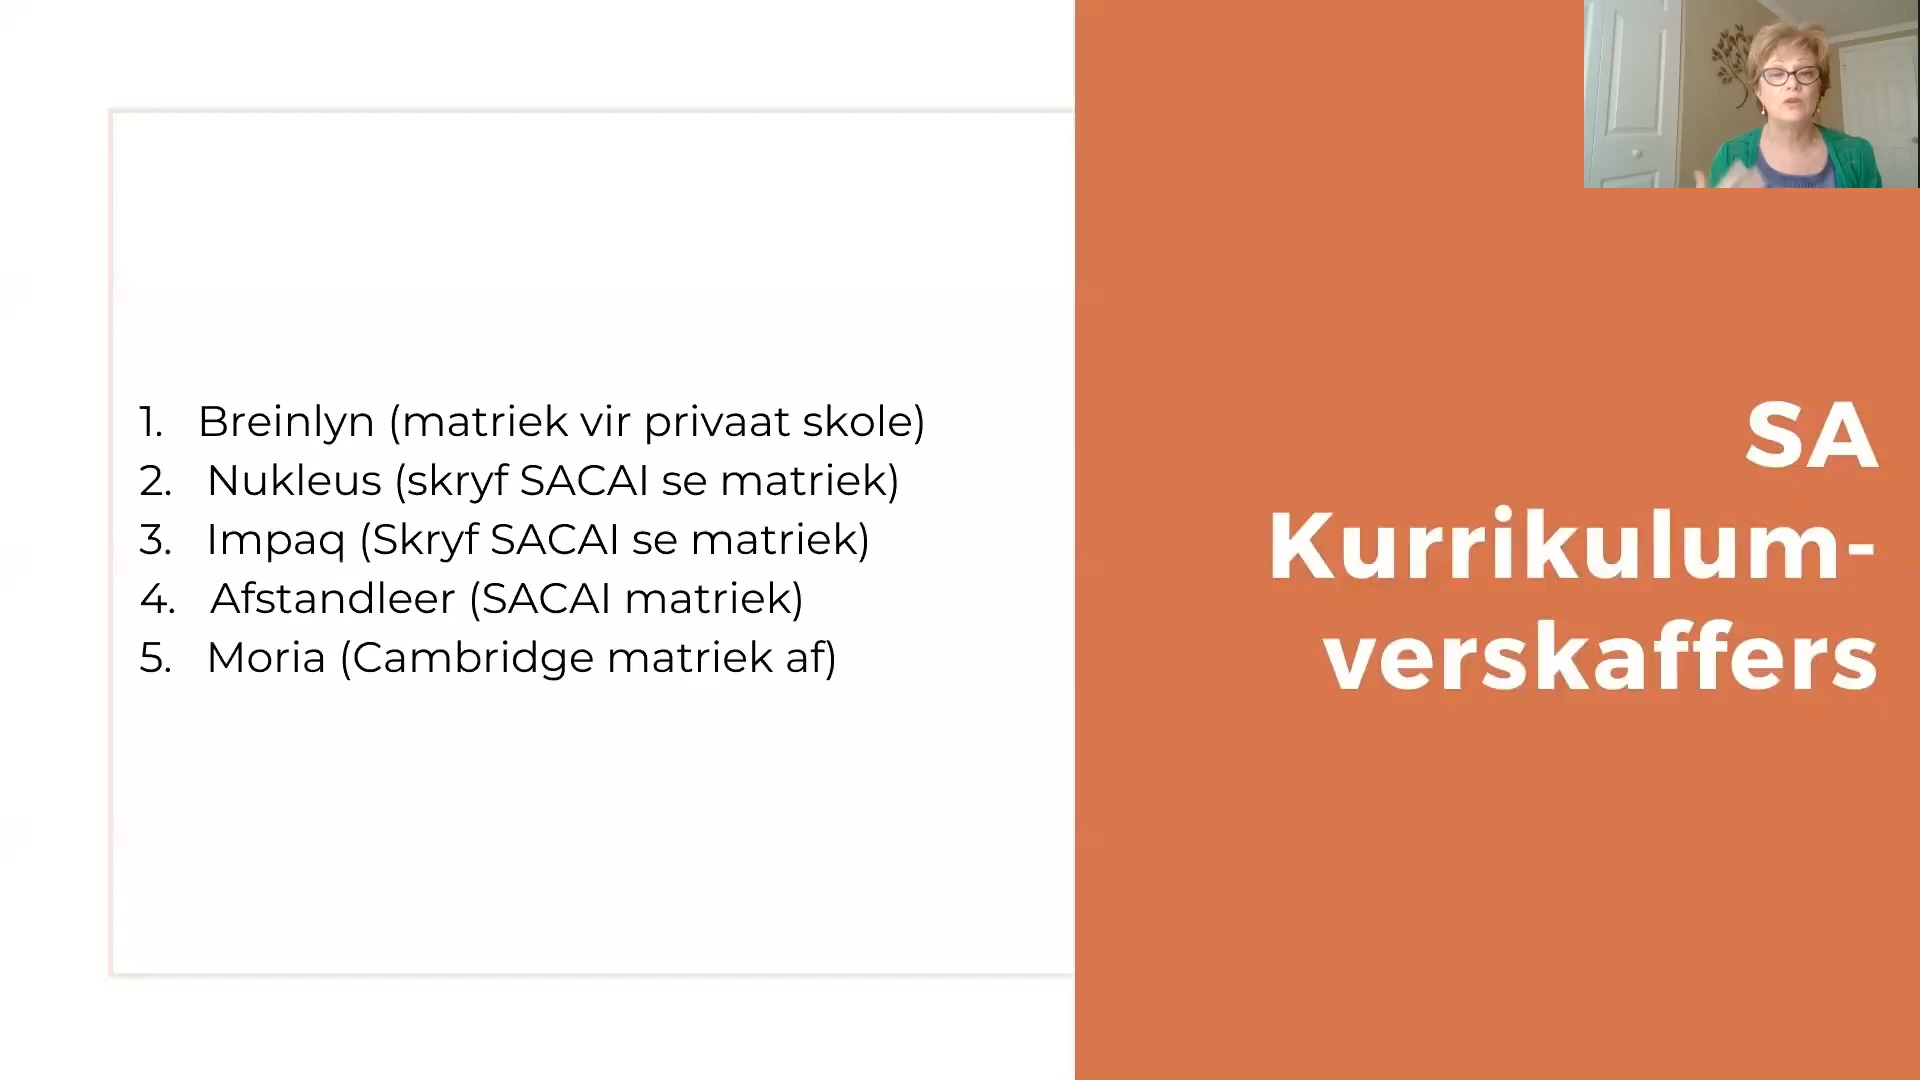 1. Breinlyn (matriek vir privaat skole)
2. Nukleus (skryf SACAI se matriek)
3. Impaq (Skryf SACAI se matriek)
4. Afstandleer (SACAI matriek)
5. Moria (Cambridge matriek af)
SA
Kurrikulum-
verskaffers